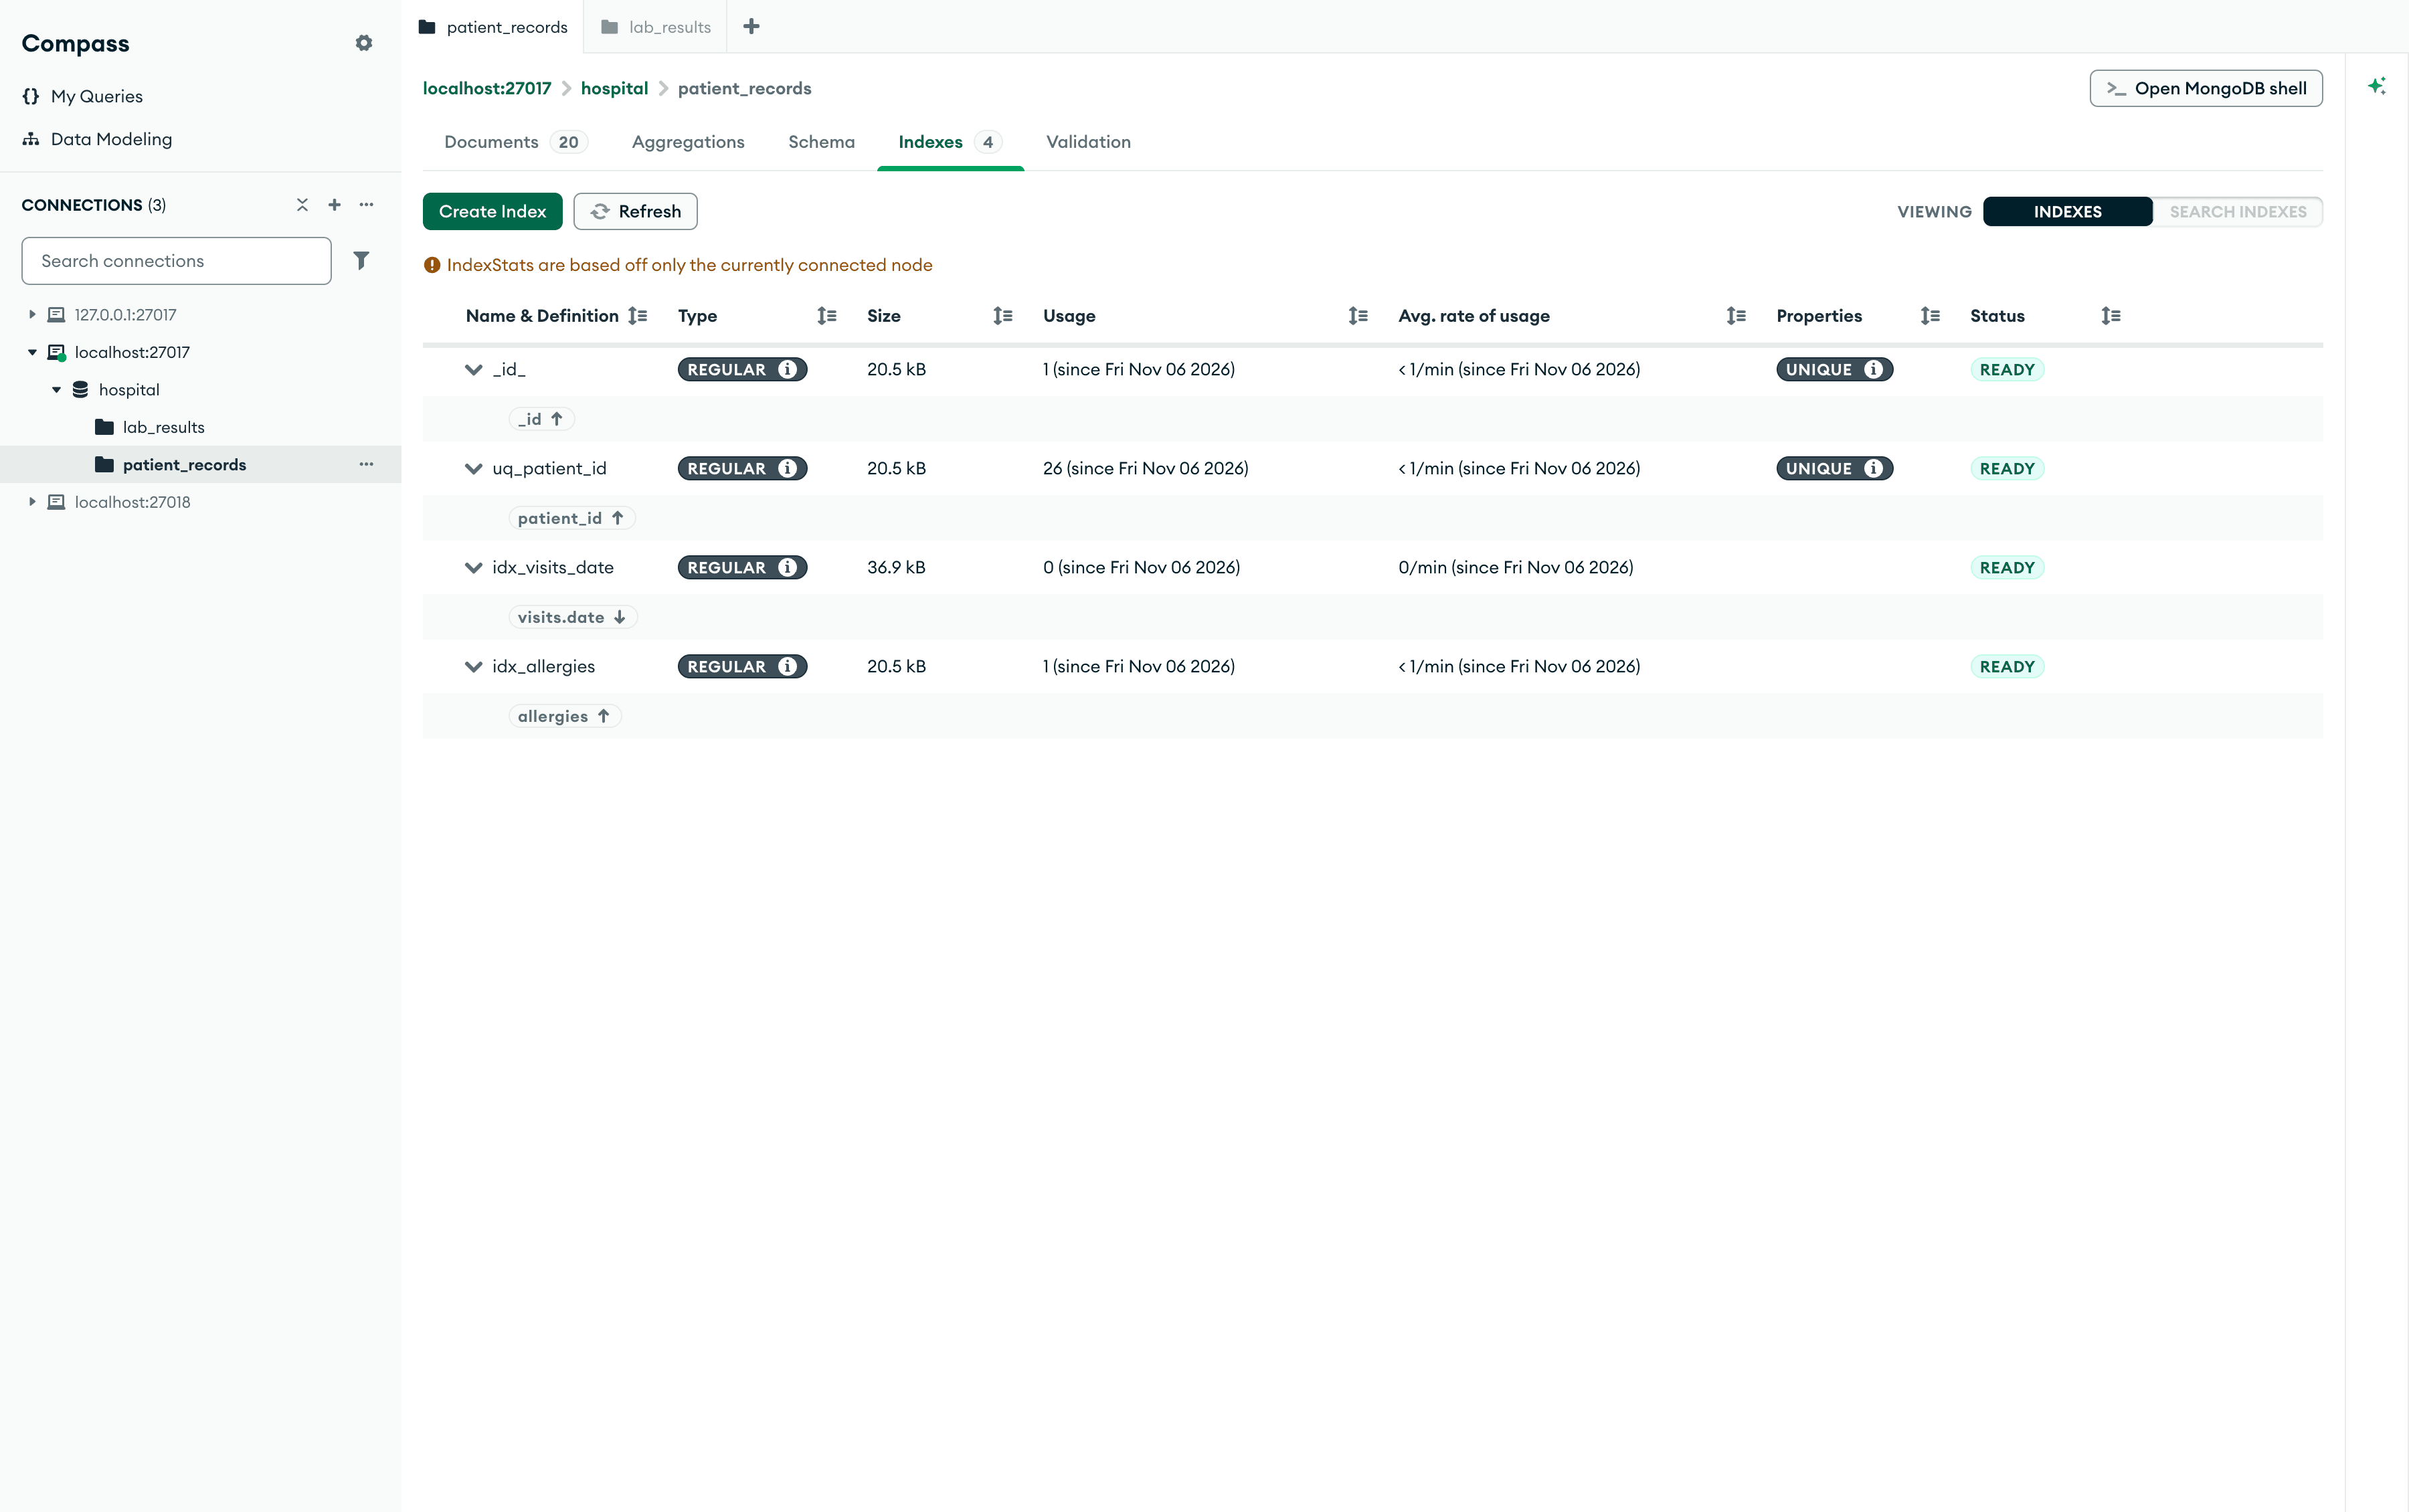 Compass
My Queries
Data Modeling
CONNECTIONS (3)
Search connections
127.0.0.1:27017
localhost:27017
hospital
lab_results
patient_records
localhost:27018
patient_records
lab_results
localhost:27017 hospital patient_records
>_ Open MongoDB shell
Documents 20 Aggregations Schema Indexes 4 Validation
Create Index Refresh
VIEWING INDEXES SEARCH INDEXES
IndexStats are based off only the currently connected node
Name & Definition Type Size Usage Avg. rate of usage Properties Status
_id_ REGULAR 20.5 kB 1 (since Fri Nov 06 2026) < 1/min (since Fri Nov 06 2026) UNIQUE READY
_id ↑
uq_patient_id REGULAR 20.5 kB 26 (since Fri Nov 06 2026) < 1/min (since Fri Nov 06 2026) UNIQUE READY
patient_id ↑
idx_visits_date REGULAR 36.9 kB 0 (since Fri Nov 06 2026) 0/min (since Fri Nov 06 2026) READY
visits.date ↓
idx_allergies REGULAR 20.5 kB 1 (since Fri Nov 06 2026) < 1/min (since Fri Nov 06 2026) READY
allergies ↑